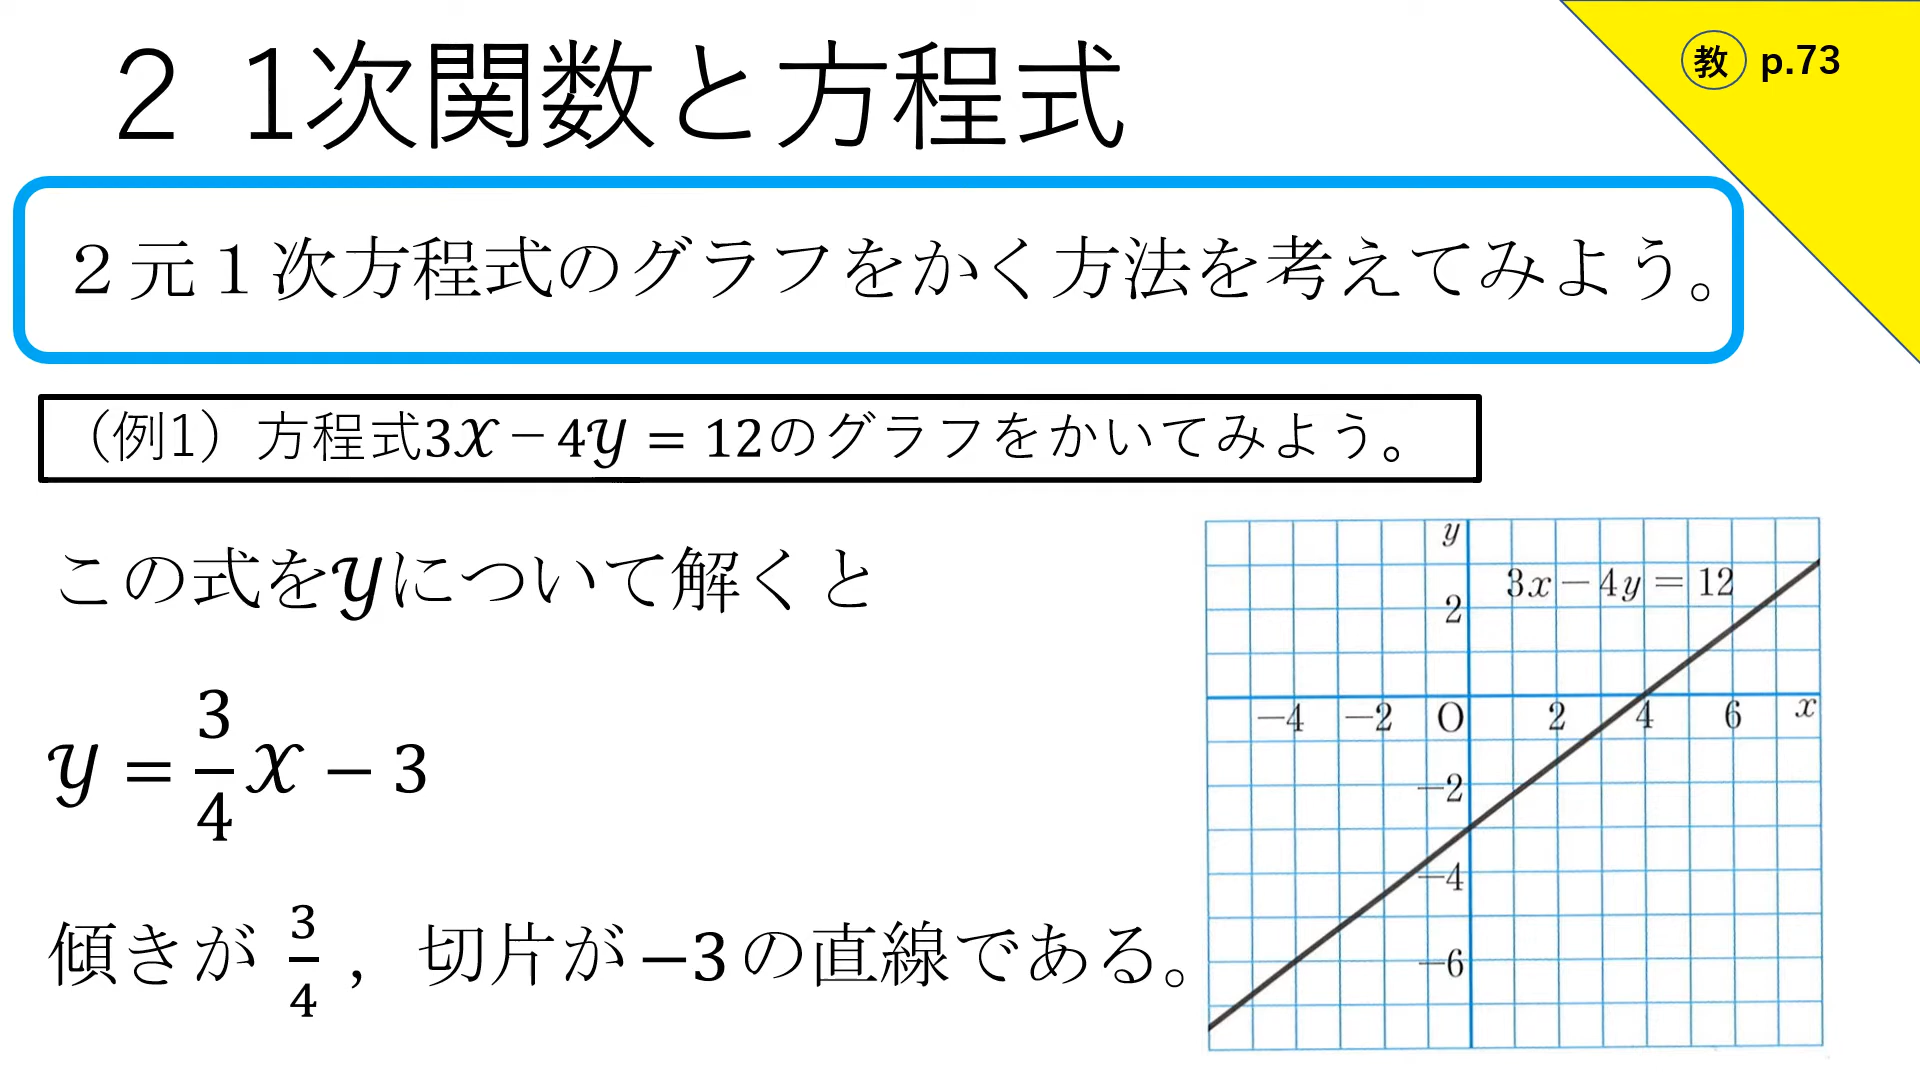 2 1次関数と方程式
教 p.73
２元１次方程式のグラフをかく方法を考えてみよう。
（例1）方程式3x－4y = 12のグラフをかいてみよう。
この式をyについて解くと
y = 3/4 x － 3
傾きが 3/4 ， 切片が －3 の直線である。
y
3x－4y＝12
2
－4 －2 O 2 4 6 x
－2
－4
－6